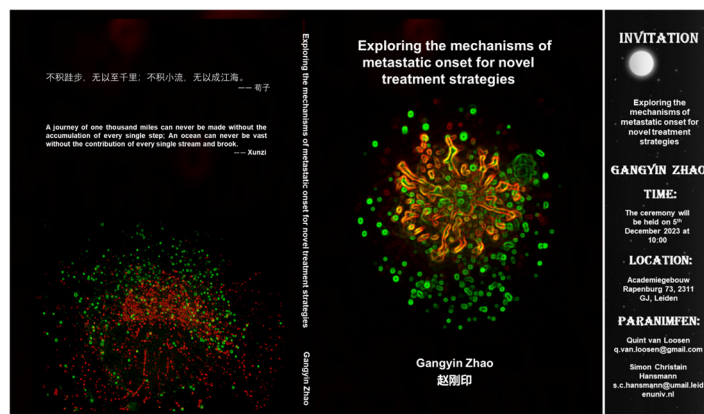 不积跬步，无以至千里；不积小流，无以成江海。
—— 荀子
A journey of one thousand miles can never be made without the
accumulation of every single step; An ocean can never be vast
without the contribution of every single stream and brook.
—— Xunzi
Exploring the mechanisms of metastatic onset for novel treatment strategies
Gangyin Zhao
Exploring the mechanisms of
metastatic onset for novel
treatment strategies
Gangyin Zhao
赵刚印
INVITATION
Exploring the
mechanisms of
metastatic onset for
novel treatment
strategies
GANGYIN ZHAO
TIME:
The ceremony will
be held on 5th
December 2023 at
10:00
LOCATION:
Academiegebouw
Rapenburg 73, 2311
GJ, Leiden
PARANIMFEN:
Quint van Loosen
q.van.loosen@gmail.com
Simon Christain
Hansmann
s.c.hansmann@umail.leid
enuniv.nl